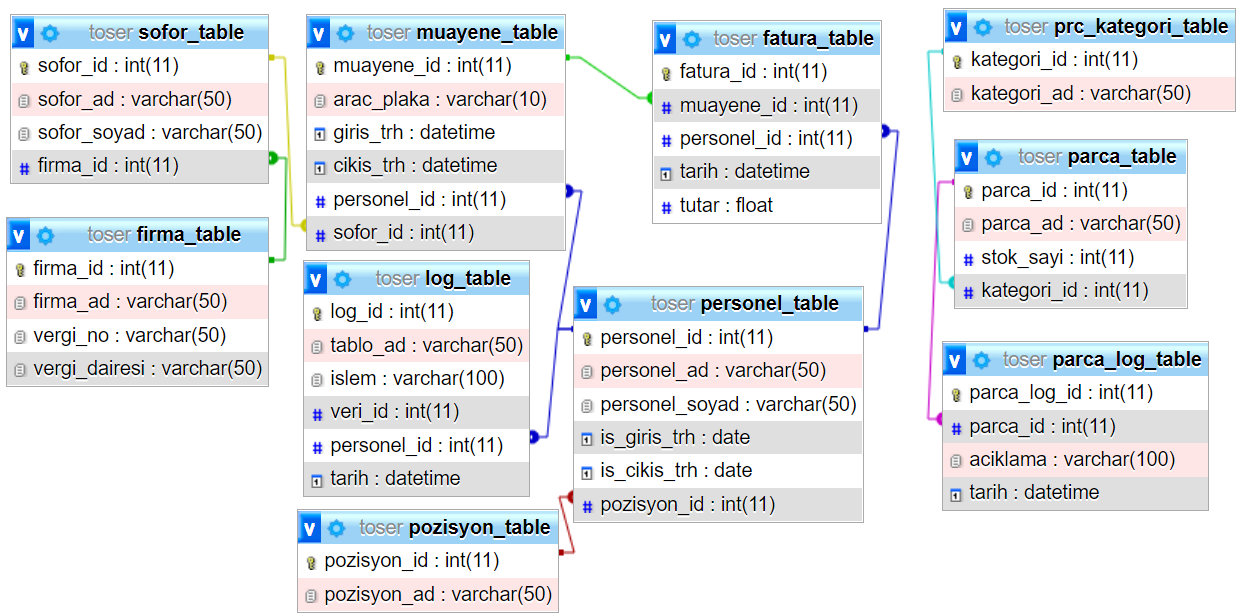 toser sofor_table
sofor_id : int(11)
sofor_ad : varchar(50)
sofor_soyad : varchar(50)
firma_id : int(11)
toser firma_table
firma_id : int(11)
firma_ad : varchar(50)
vergi_no : varchar(50)
vergi_dairesi : varchar(50)
toser muayene_table
muayene_id : int(11)
arac_plaka : varchar(10)
giris_trh : datetime
cikis_trh : datetime
personel_id : int(11)
sofor_id : int(11)
toser log_table
log_id : int(11)
tablo_ad : varchar(50)
islem : varchar(100)
veri_id : int(11)
personel_id : int(11)
tarih : datetime
toser pozisyon_table
pozisyon_id : int(11)
pozisyon_ad : varchar(50)
toser fatura_table
fatura_id : int(11)
muayene_id : int(11)
personel_id : int(11)
tarih : datetime
tutar : float
toser personel_table
personel_id : int(11)
personel_ad : varchar(50)
personel_soyad : varchar(50)
is_giris_trh : date
is_cikis_trh : date
pozisyon_id : int(11)
toser prc_kategori_table
kategori_id : int(11)
kategori_ad : varchar(50)
toser parca_table
parca_id : int(11)
parca_ad : varchar(50)
stok_sayi : int(11)
kategori_id : int(11)
toser parca_log_table
parca_log_id : int(11)
parca_id : int(11)
aciklama : varchar(100)
tarih : datetime